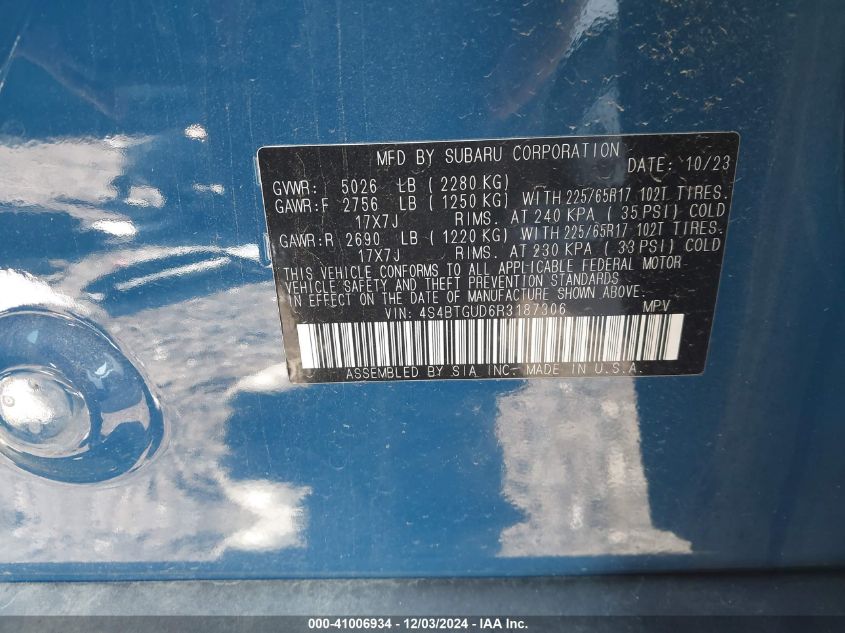 MFD BY SUBARU CORPORATION DATE: 10/23
GVWR: 5026 LB (2280 KG)
GAWR:F 2756 LB (1250 KG) WITH 225/65R17 102T TIRES.
17X7J RIMS. AT 240 KPA (35 PSI) COLD
GAWR:R 2690 LB (1220 KG) WITH 225/65R17 102T TIRES.
17X7J RIMS. AT 230 KPA (33 PSI) COLD
THIS VEHICLE CONFORMS TO ALL APPLICABLE FEDERAL MOTOR
VEHICLE SAFETY AND THEFT PREVENTION STANDARDS
IN EFFECT ON THE DATE OF MANUFACTURE SHOWN ABOVE.
VIN: 4S4BTGUD6R3187306 MPV
ASSEMBLED BY SIA, INC. MADE IN U.S.A.
000-41006934 - 12/03/2024 - IAA Inc.